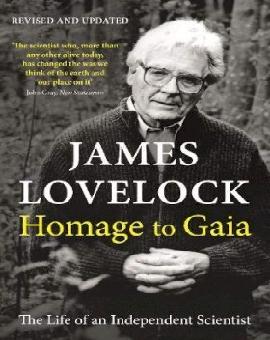 REVISED AND UPDATED
"The scientist who, more than
any other alive today,
has changed the way we
think of the earth and
our place on it"
John Gray, New Statesman
JAMES
LOVELOCK
Homage to Gaia
The Life of an Independent Scientist